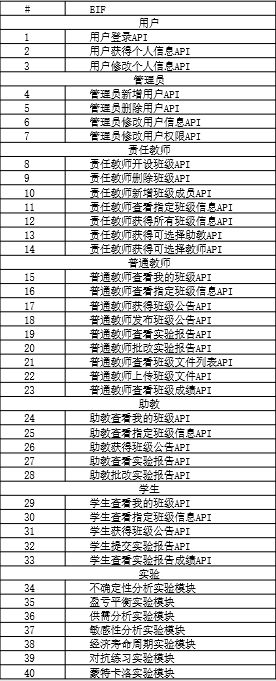 # EIF
用户
1 用户登录API
2 用户获得个人信息API
3 用户修改个人信息API
管理员
4 管理员新增用户API
5 管理员删除用户API
6 管理员修改用户信息API
7 管理员修改用户权限API
责任教师
8 责任教师开设班级API
9 责任教师删除班级API
10 责任教师新增班级成员API
11 责任教师查看指定班级信息API
12 责任教师获得所有班级信息API
13 责任教师获得可选择助教API
14 责任教师获得可选择教师API
普通教师
15 普通教师查看我的班级API
16 普通教师查看指定班级信息API
17 普通教师获得班级公告API
18 普通教师发布班级公告API
19 普通教师查看实验报告API
20 普通教师批改实验报告API
21 普通教师查看班级文件列表API
22 普通教师上传班级文件API
23 普通教师查看班级成绩API
助教
24 助教查看我的班级API
25 助教查看指定班级信息API
26 助教获得班级公告API
27 助教查看实验报告API
28 助教批改实验报告API
学生
29 学生查看我的班级API
30 学生查看指定班级信息API
31 学生获得班级公告API
32 学生提交实验报告API
33 学生查看实验报告成绩API
实验
34 不确定性分析实验模块
35 盈亏平衡实验模块
36 供需分析实验模块
37 敏感性分析实验模块
38 经济寿命周期实验模块
39 对抗练习实验模块
40 蒙特卡洛实验模块